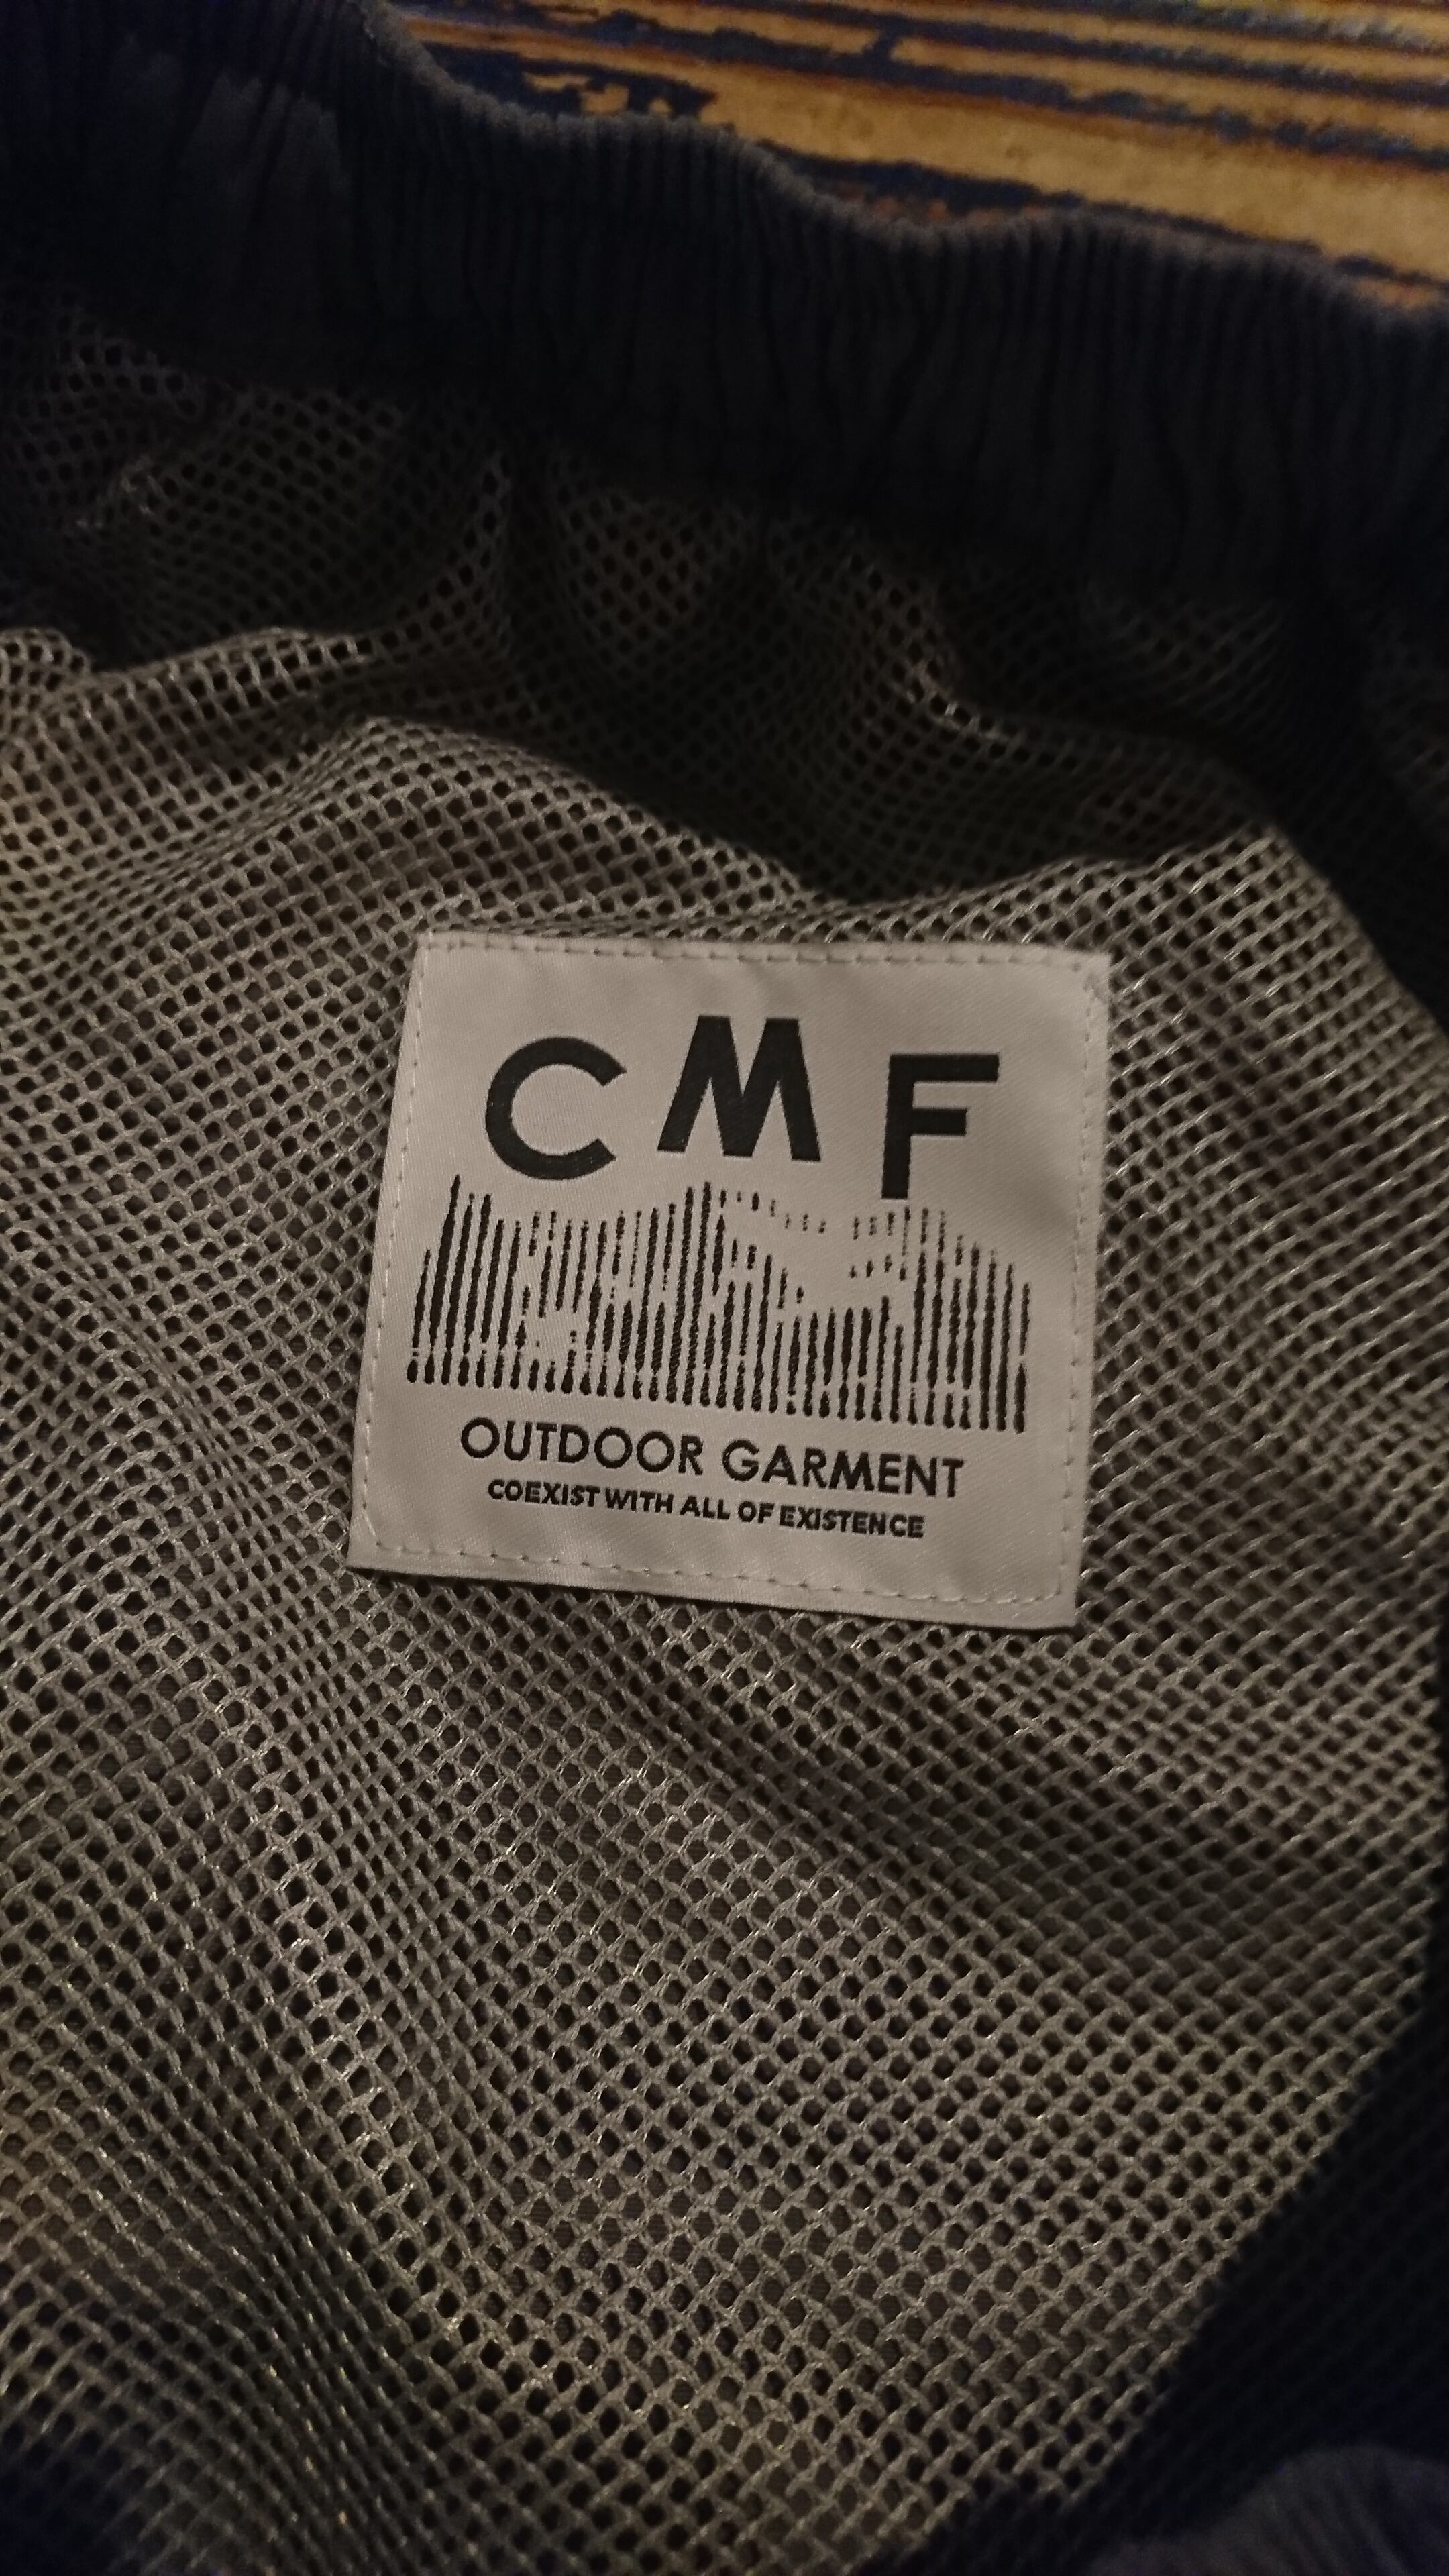 CMF
OUTDOOR GARMENT
COEXIST WITH ALL OF EXISTENCE